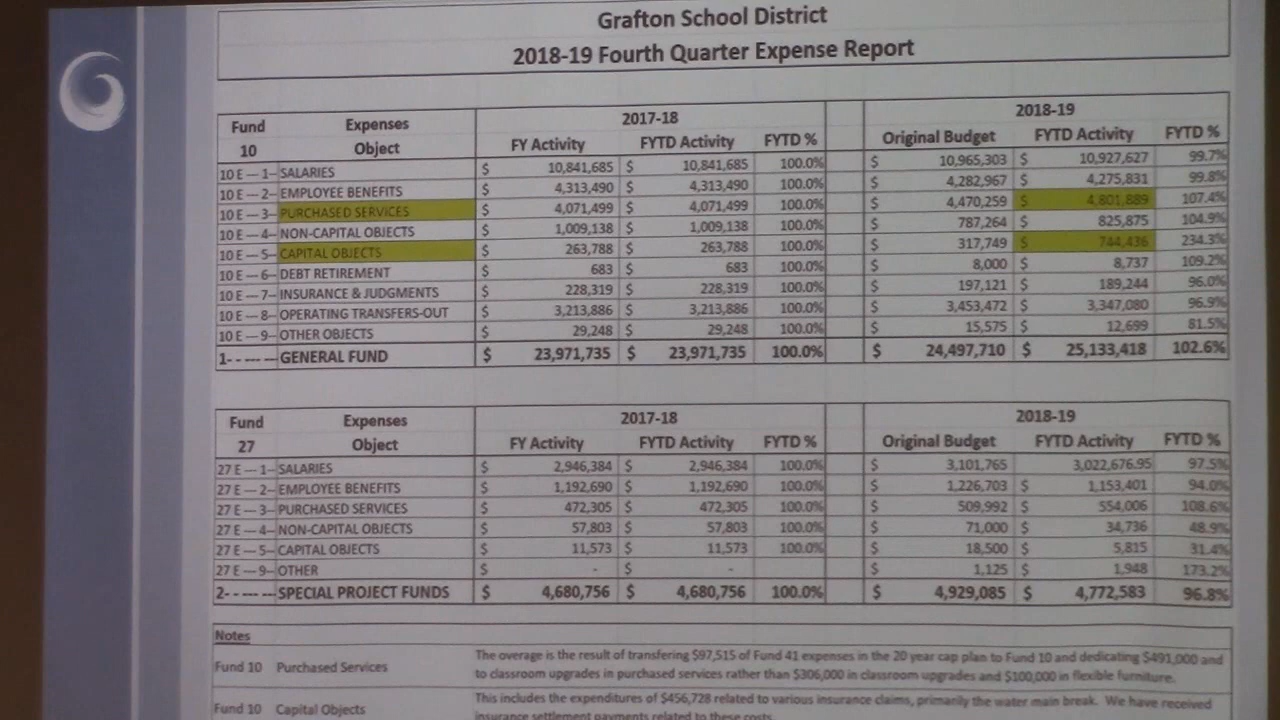 Grafton School District
2018-19 Fourth Quarter Expense Report
Fund Expenses 2017-18 2018-19
10 Object FY Activity FYTD Activity FYTD % Original Budget FYTD Activity FYTD %
10 E — 1- SALARIES $ 10,841,685 $ 10,841,685 100.0% $ 10,965,303 $ 10,927,627 99.7%
10 E — 2- EMPLOYEE BENEFITS $ 4,313,490 $ 4,313,490 100.0% $ 4,282,967 $ 4,275,831 99.8%
10 E — 3- PURCHASED SERVICES $ 4,071,499 $ 4,071,499 100.0% $ 4,470,259 $ 4,801,889 107.4%
10 E — 4- NON-CAPITAL OBJECTS $ 1,009,138 $ 1,009,138 100.0% $ 787,264 $ 825,875 104.9%
10 E — 5- CAPITAL OBJECTS $ 263,788 $ 263,788 100.0% $ 317,749 $ 744,436 234.3%
10 E — 6- DEBT RETIREMENT $ 683 $ 683 100.0% $ 8,000 $ 8,737 109.2%
10 E — 7- INSURANCE & JUDGMENTS $ 228,319 $ 228,319 100.0% $ 197,121 $ 189,244 96.0%
10 E — 8- OPERATING TRANSFERS-OUT $ 3,213,886 $ 3,213,886 100.0% $ 3,453,472 $ 3,347,080 96.9%
10 E — 9- OTHER OBJECTS $ 29,248 $ 29,248 100.0% $ 15,575 $ 12,699 81.5%
1- - --- --- GENERAL FUND $ 23,971,735 $ 23,971,735 100.0% $ 24,497,710 $ 25,133,418 102.6%
Fund Expenses 2017-18 2018-19
27 Object FY Activity FYTD Activity FYTD % Original Budget FYTD Activity FYTD %
27 E — 1- SALARIES $ 2,946,384 $ 2,946,384 100.0% $ 3,101,765 3,022,676.95 97.5%
27 E — 2- EMPLOYEE BENEFITS $ 1,192,690 $ 1,192,690 100.0% $ 1,226,703 $ 1,153,401 94.0%
27 E — 3- PURCHASED SERVICES $ 472,305 $ 472,305 100.0% $ 509,992 $ 554,006 108.6%
27 E — 4- NON-CAPITAL OBJECTS $ 57,803 $ 57,803 100.0% $ 71,000 $ 34,736 48.9%
27 E — 5- CAPITAL OBJECTS $ 11,573 $ 11,573 100.0% $ 18,500 $ 5,815 31.4%
27 E — 9- OTHER $ - $ - $ 1,125 $ 1,948 173.2%
2- - --- --- SPECIAL PROJECT FUNDS $ 4,680,756 $ 4,680,756 100.0% $ 4,929,085 $ 4,772,583 96.8%
Notes
The overage is the result of transfering $97,515 of Fund 41 expenses in the 20 year cap plan to Fund 10 and dedicating $491,000 and
Fund 10 Purchased Services
to classroom upgrades in purchased services rather than $306,000 in classroom upgrades and $100,000 in flexible furniture.
This includes the expenditures of $456,728 related to various insurance claims, primarily the water main break. We have received
Fund 10 Capital Objects
insurance settlement payments related to these costs.